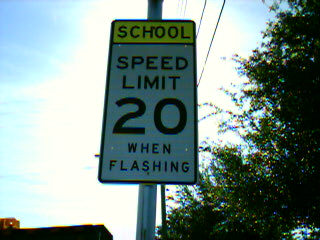 SCHOOL
SPEED
LIMIT
20
WHEN
FLASHING